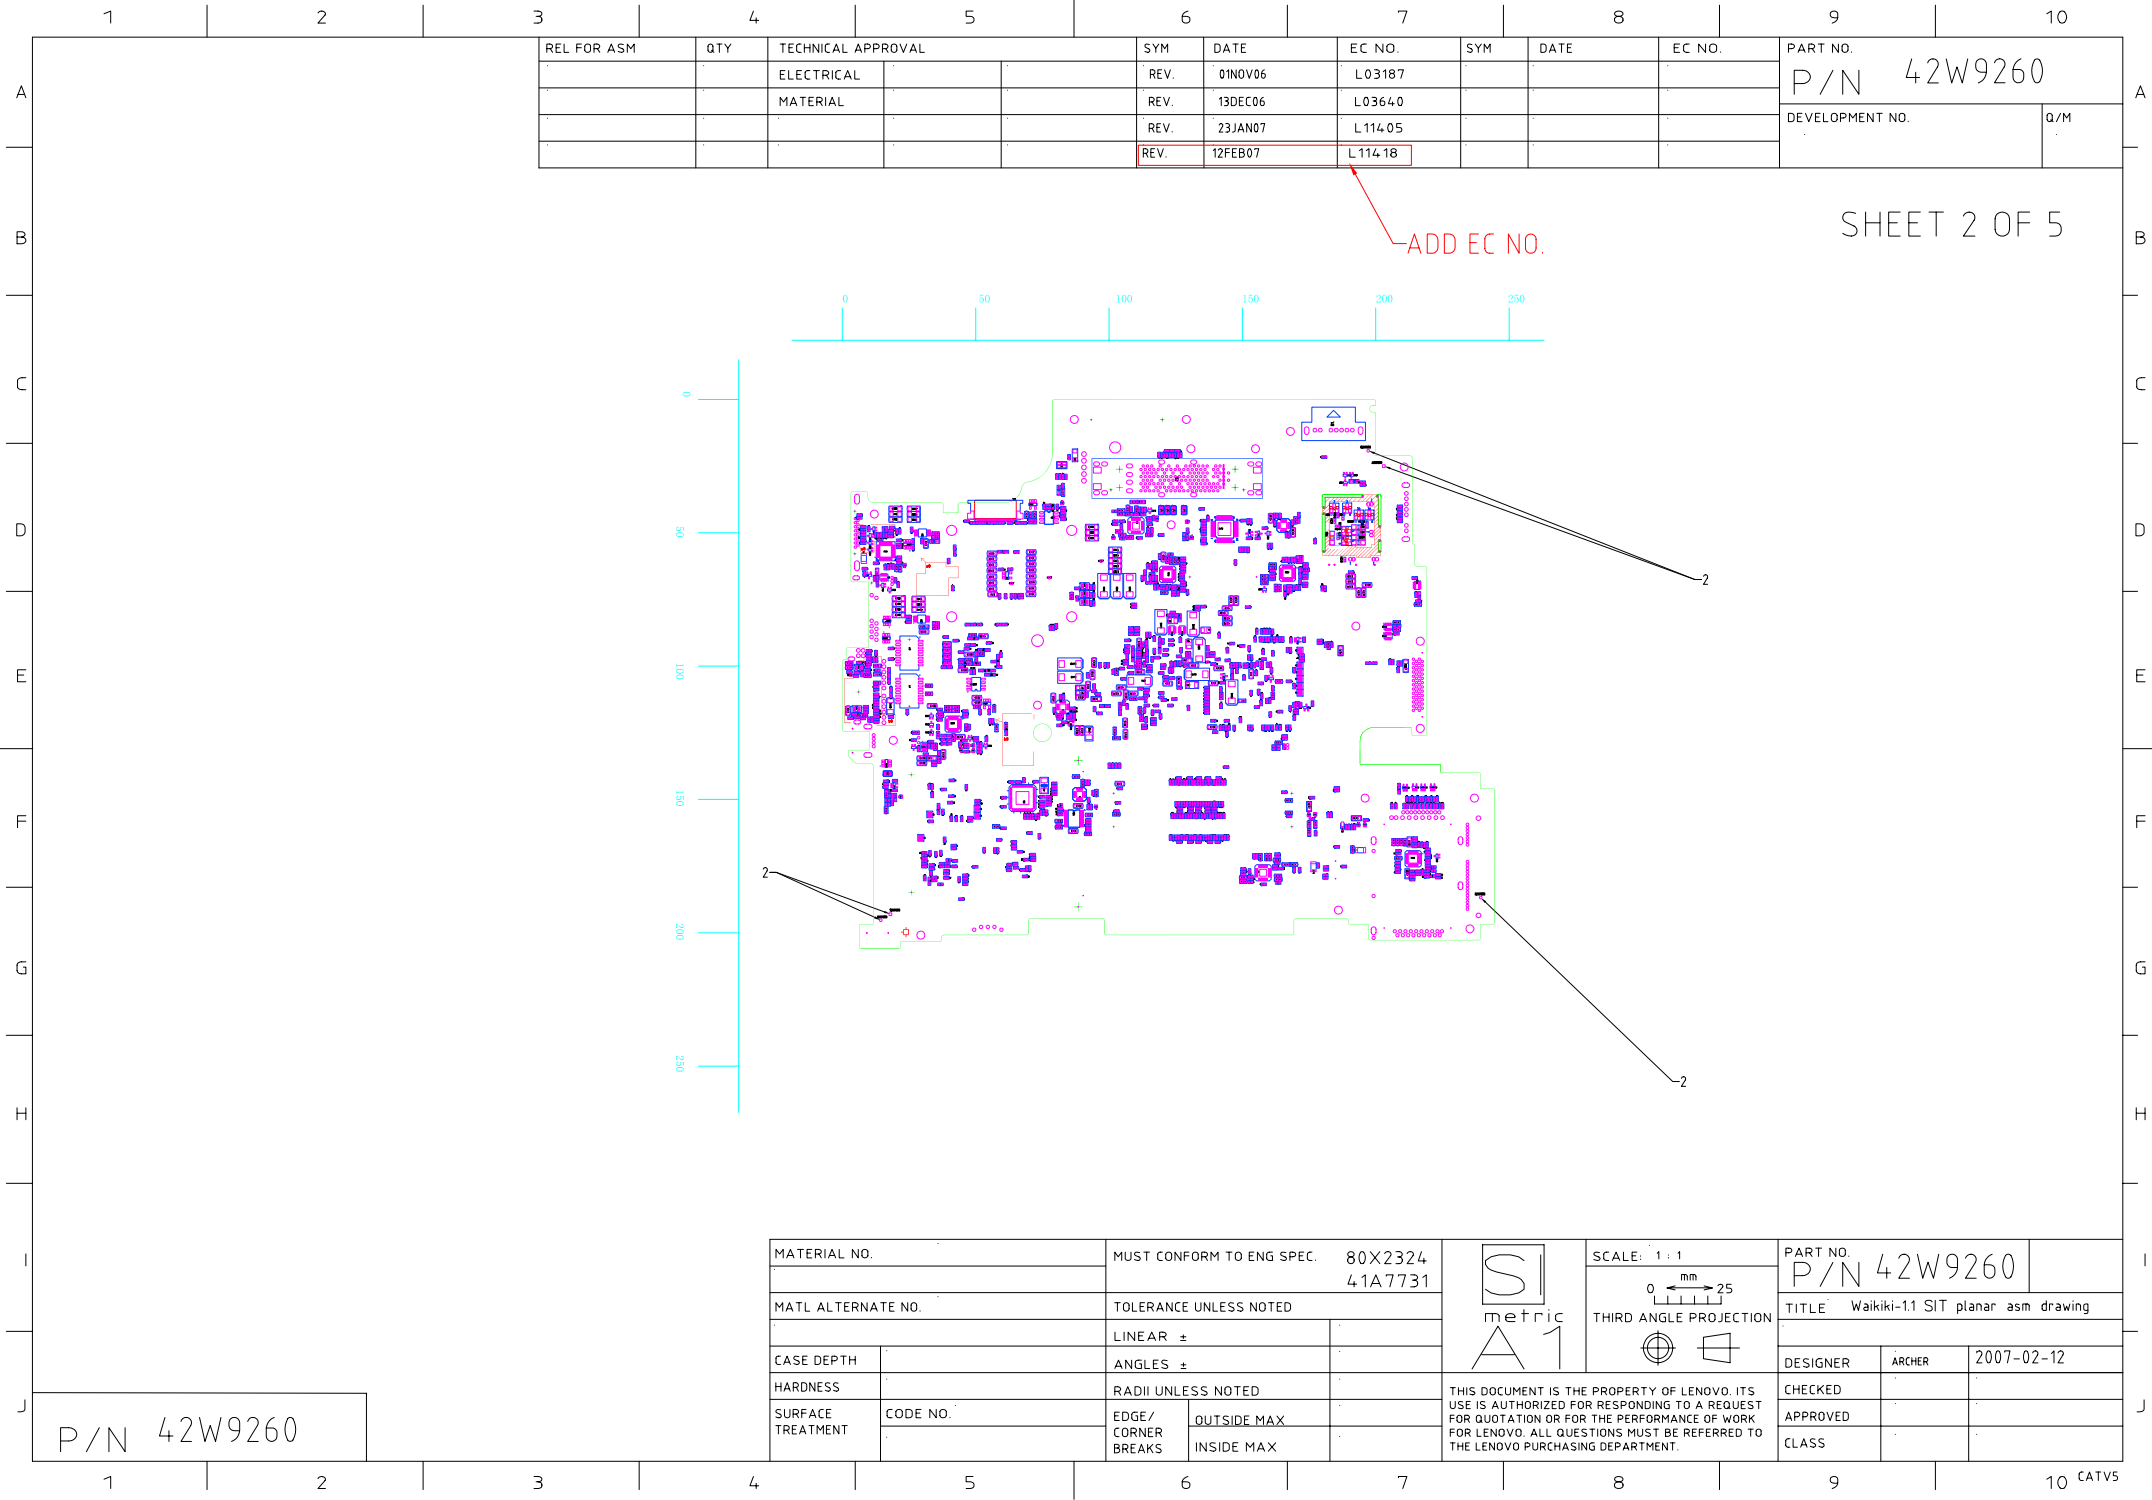 1 2 3 4 5 6 7 8 9 10
REL FOR ASM QTY TECHNICAL APPROVAL SYM DATE EC NO. SYM DATE EC NO. PART NO.
P/N 42W9260
ELECTRICAL REV. 01NOV06 L03187
MATERIAL REV. 13DEC06 L03640
DEVELOPMENT NO. Q/M
REV. 23JAN07 L11405
REV. 12FEB07 L11418
A A
ADD EC NO.
SHEET 2 OF 5
B B
0 50 100 150 200 250
C C
0
D D
50
2
E E
100
F F
150
2
G G
200
250
2
H H
I I
MATERIAL NO.
MUST CONFORM TO ENG SPEC. 80X2324
41A7731
SI
metric
A1
SCALE: 1 : 1
mm
0 25
THIRD ANGLE PROJECTION
PART NO.
P/N 42W9260
MATL ALTERNATE NO.
TOLERANCE UNLESS NOTED
TITLE Waikiki-1.1 SIT planar asm drawing
LINEAR ±
CASE DEPTH
ANGLES ±
DESIGNER ARCHER 2007-02-12
HARDNESS
RADII UNLESS NOTED
CHECKED
SURFACE
TREATMENT
CODE NO.
EDGE/
CORNER
BREAKS
OUTSIDE MAX
INSIDE MAX
THIS DOCUMENT IS THE PROPERTY OF LENOVO. ITS
USE IS AUTHORIZED FOR RESPONDING TO A REQUEST
FOR QUOTATION OR FOR THE PERFORMANCE OF WORK
FOR LENOVO. ALL QUESTIONS MUST BE REFERRED TO
THE LENOVO PURCHASING DEPARTMENT.
APPROVED
CLASS
J J
P/N 42W9260
1 2 3 4 5 6 7 8 9 10 CATV5